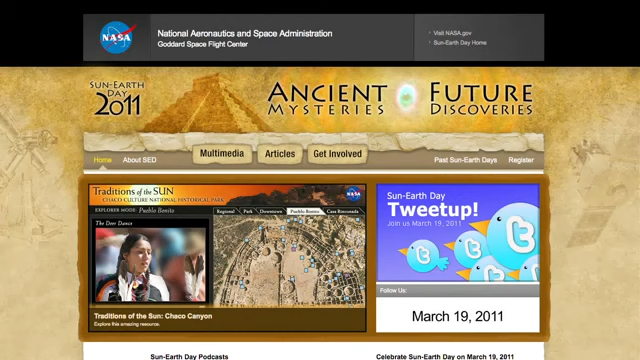 NASA
National Aeronautics and Space Administration
Goddard Space Flight Center
Visit NASA.gov
Sun-Earth Day Home
SUN-EARTH
DAY
2011
ANCIENT FUTURE
MYSTERIES DISCOVERIES
Home
About SED
Multimedia
Articles
Get Involved
Past Sun-Earth Days
Register
Traditions of the SUN
CHACO CULTURE NATIONAL HISTORICAL PARK
EXPLORER MODE: Pueblo Bonito
Regional
Park
Downtown
Pueblo Bonito
Casa Rinconada
The Deer Dance
Traditions of the Sun: Chaco Canyon
Explore this amazing resource.
Sun-Earth Day
Tweetup!
Join us March 19, 2011
Follow Us:
March 19, 2011
Sun-Earth Day Podcasts
Celebrate Sun-Earth Day on March 19, 2011